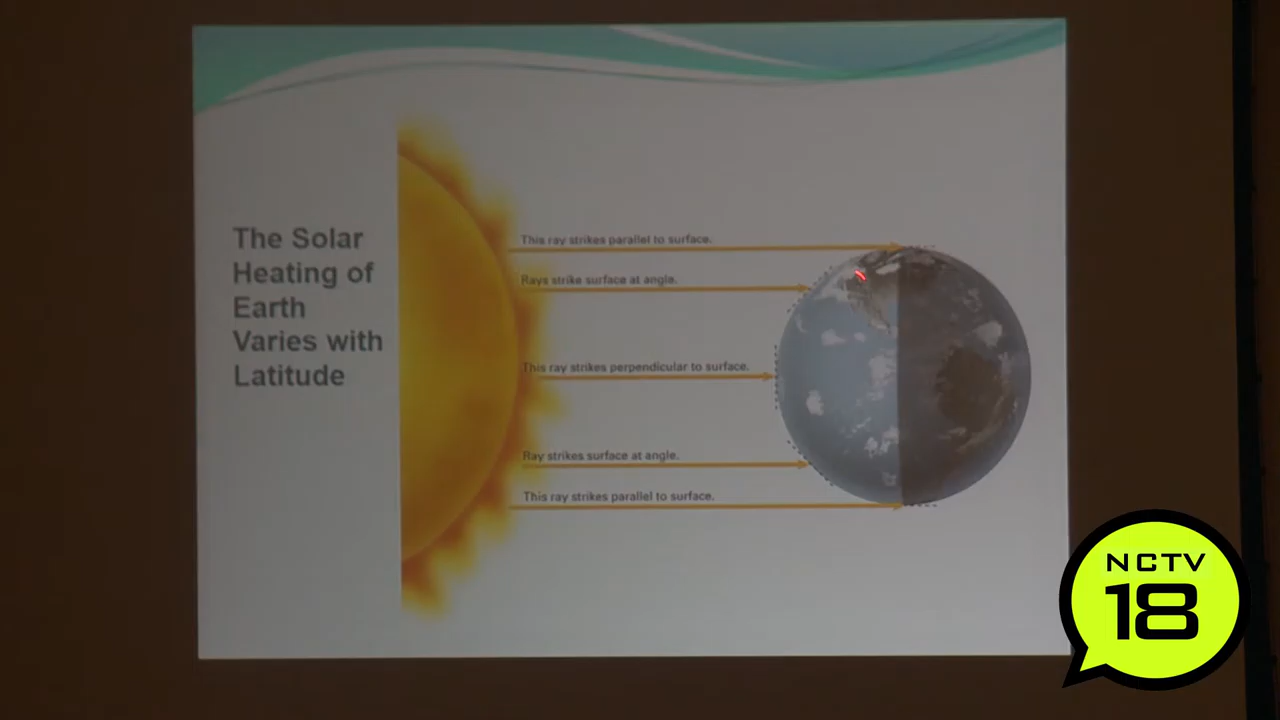 The Solar
Heating of
Earth
Varies with
Latitude
This ray strikes parallel to surface.
Rays strike surface at angle.
This ray strikes perpendicular to surface.
Ray strikes surface at angle.
This ray strikes parallel to surface.
NCTV
18